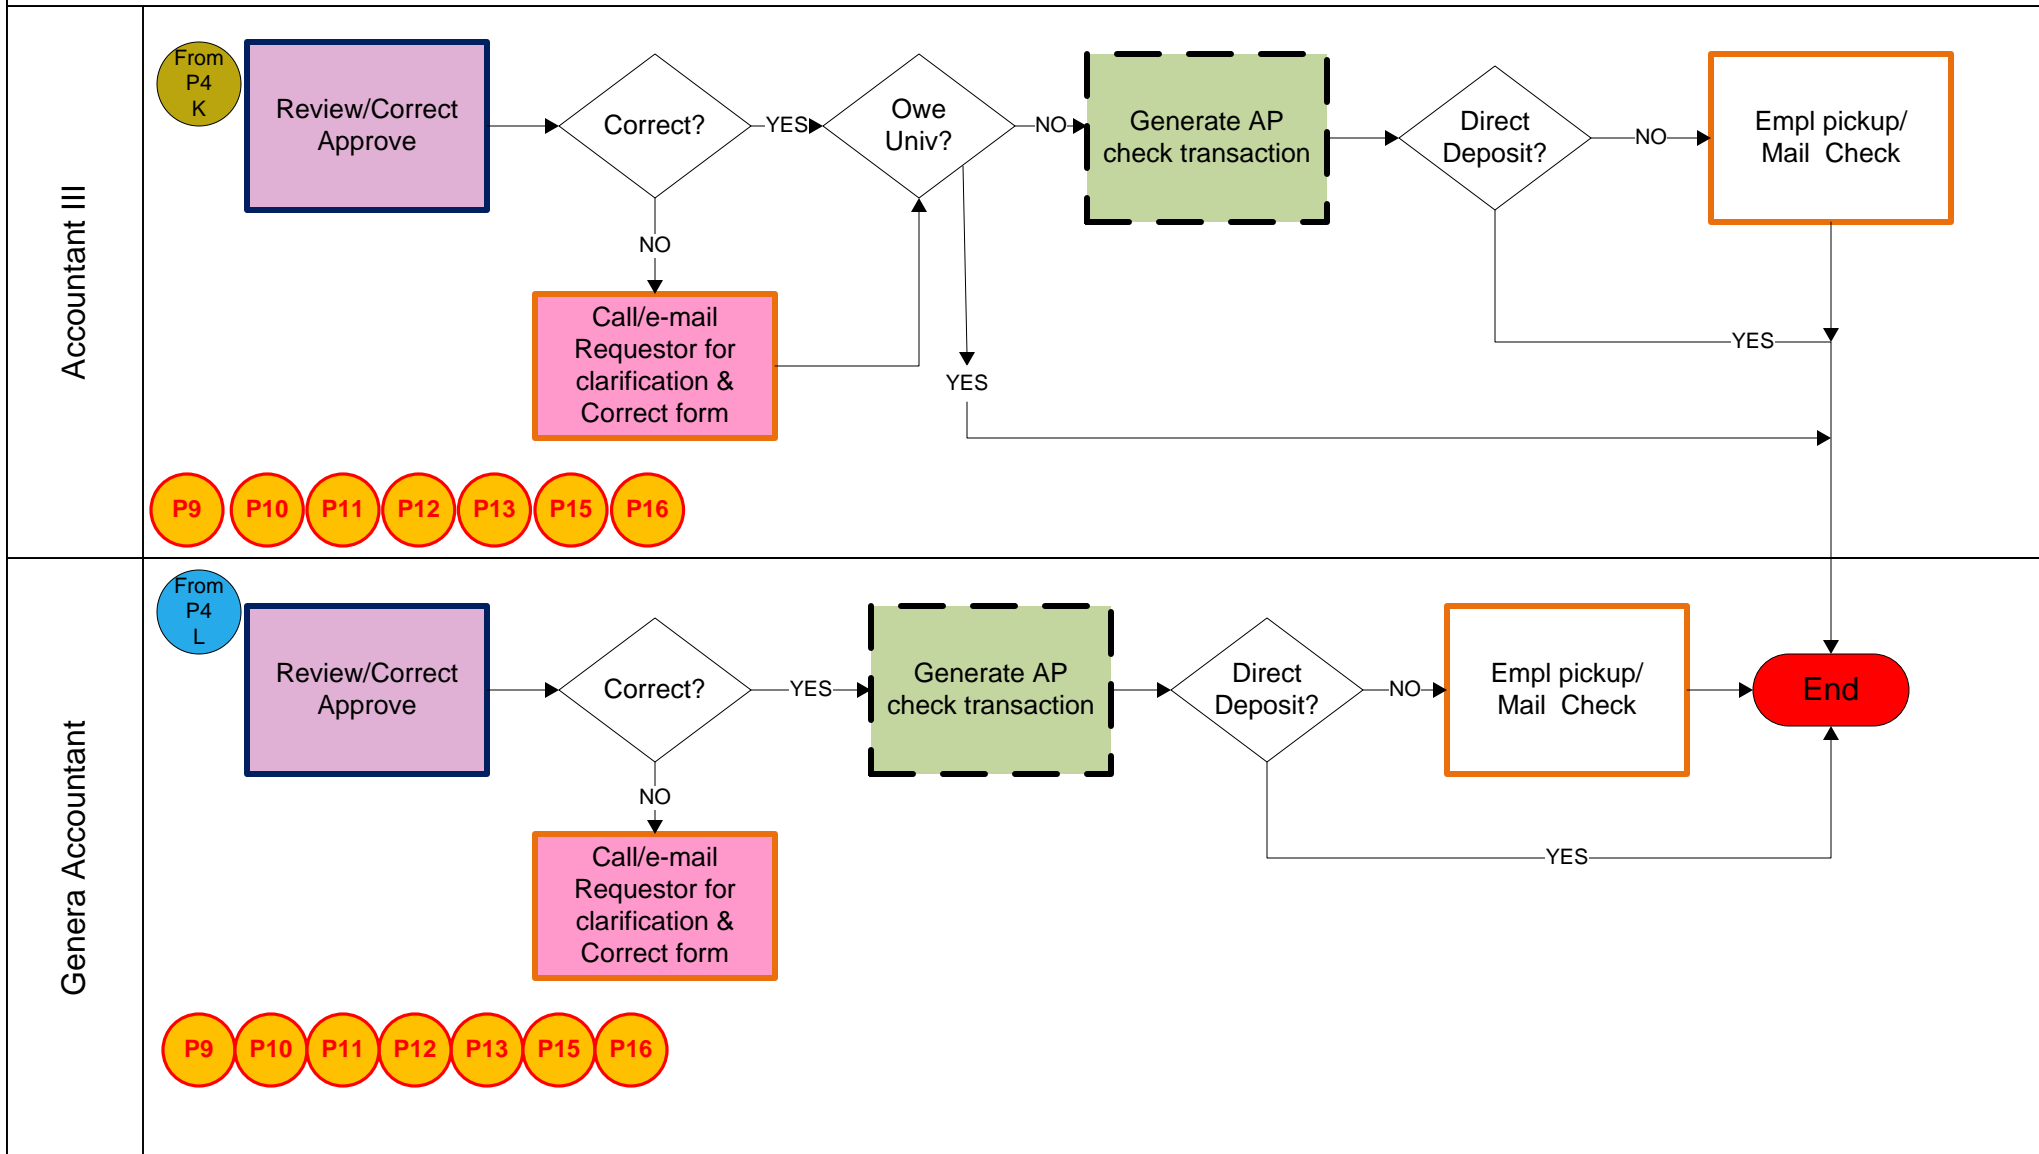 Accountant III
From
P4
K
Review/Correct
Approve
Correct?
YES
Owe
Univ?
NO
Generate AP
check transaction
Direct
Deposit?
NO
Empl pickup/
Mail Check
NO
Call/e-mail
Requestor for
clarification &
Correct form
YES
YES
P9 P10 P11 P12 P13 P15 P16
Genera Accountant
From
P4
L
Review/Correct
Approve
Correct?
YES
Generate AP
check transaction
Direct
Deposit?
NO
Empl pickup/
Mail Check
End
NO
Call/e-mail
Requestor for
clarification &
Correct form
YES
P9 P10 P11 P12 P13 P15 P16